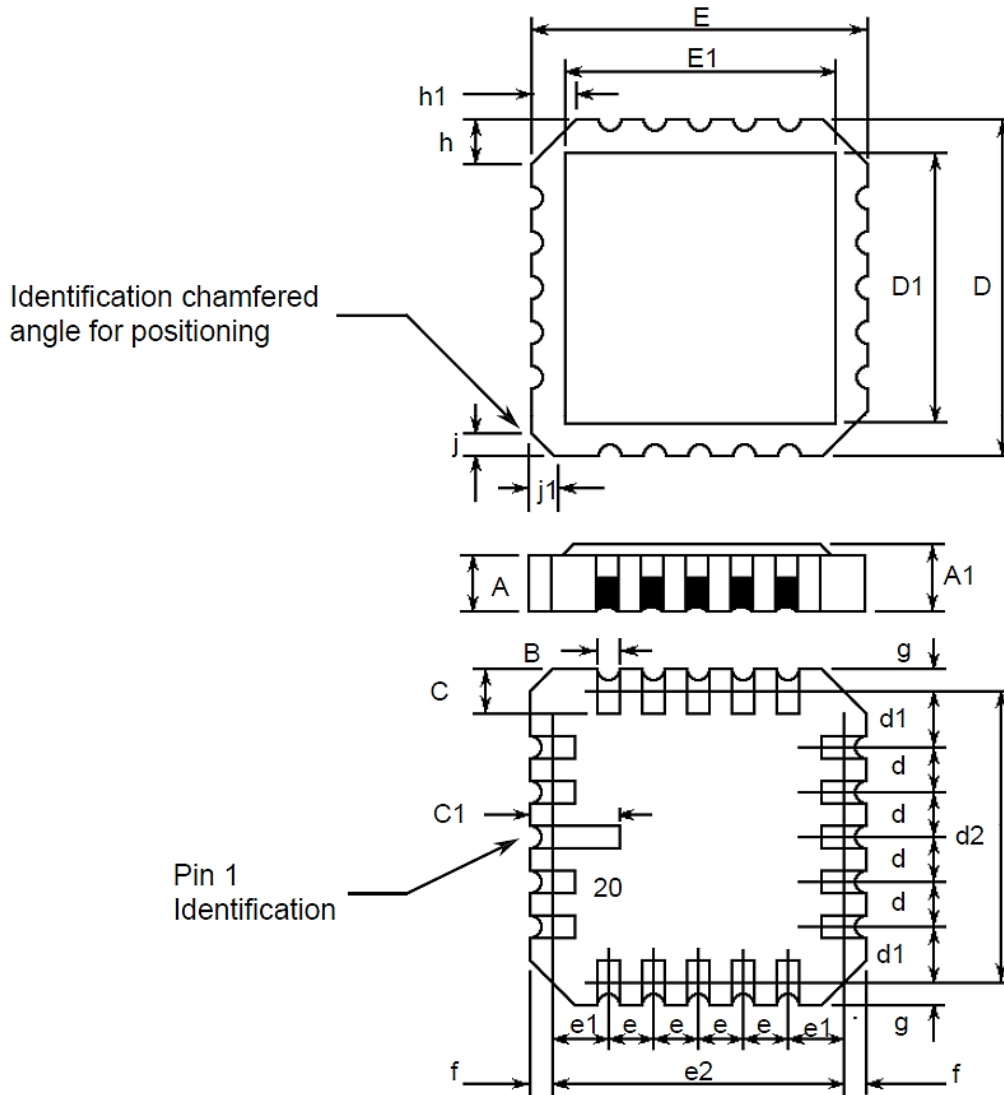 E
E1
h1
h
D1
D
Identification chamfered
angle for positioning
j
j1
A
A1
B
g
C
d1
d
C1
d
d2
Pin 1
Identification
d
20
d
d1
e1 e e e e e1
g
f
e2
f